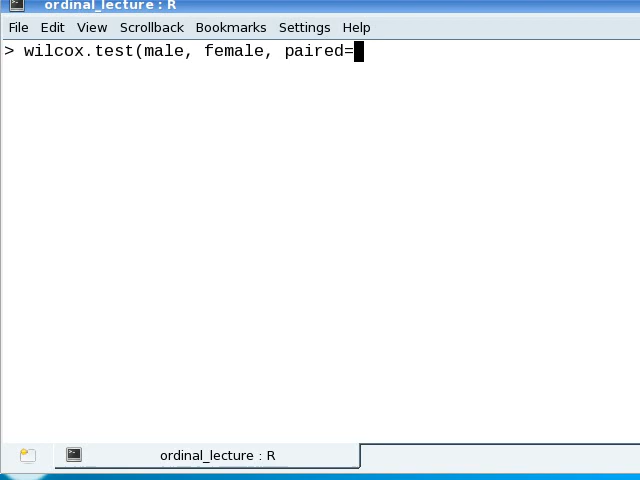 ordinal_lecture : R
File Edit View Scrollback Bookmarks Settings Help
> wilcox.test(male, female, paired=
ordinal_lecture : R